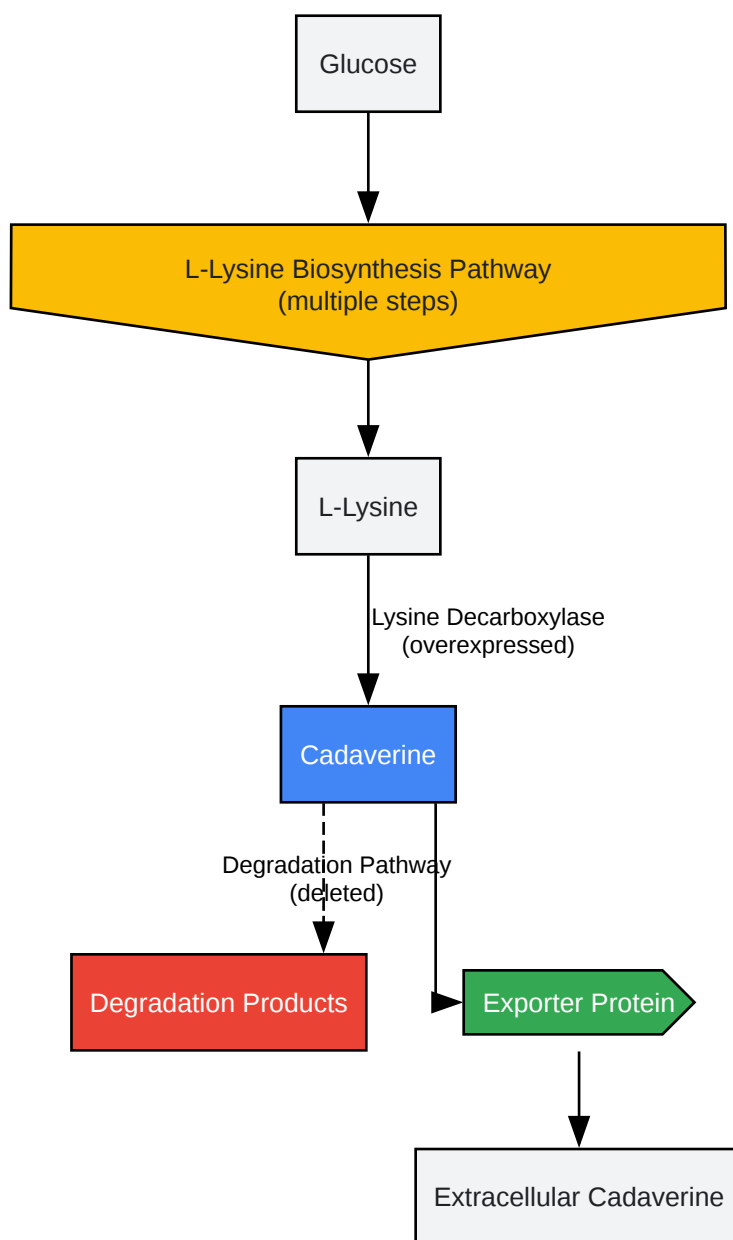 Glucose
L-Lysine Biosynthesis Pathway
(multiple steps)
L-Lysine
Lysine Decarboxylase
(overexpressed)
Cadaverine
Degradation Pathway
(deleted)
Degradation Products
Exporter Protein
Extracellular Cadaverine